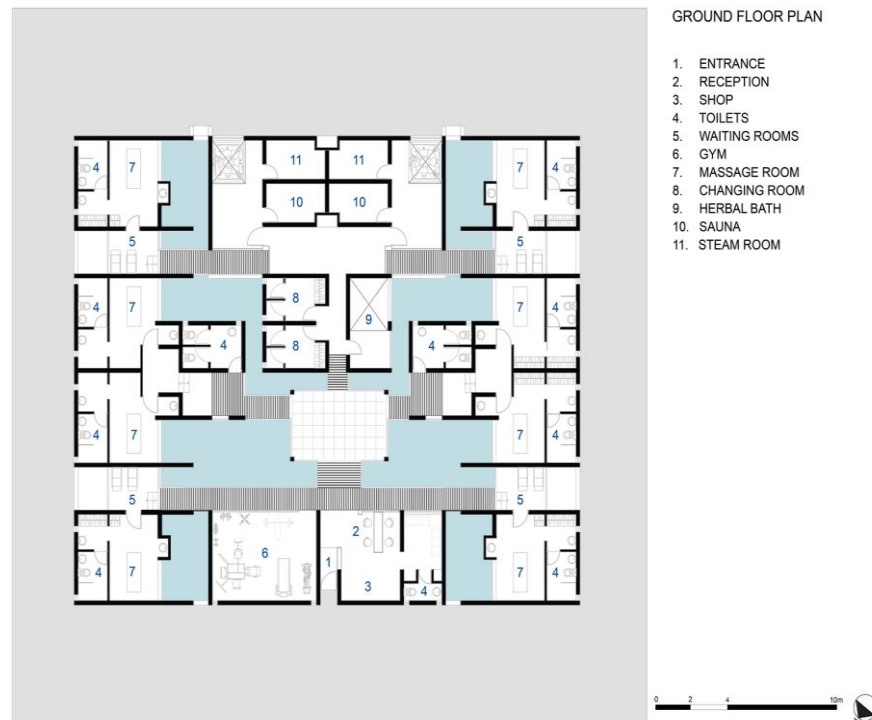 GROUND FLOOR PLAN
1. ENTRANCE
2. RECEPTION
3. SHOP
4. TOILETS
5. WAITING ROOMS
6. GYM
7. MASSAGE ROOM
8. CHANGING ROOM
9. HERBAL BATH
10. SAUNA
11. STEAM ROOM
11 11
4 7 7 4
10 10
5 5
8
4 7 7 4
9
8
4 4
4 7 7 4
5 5
2
6 1
4 7 7 4
3 4
0 2 4 10m